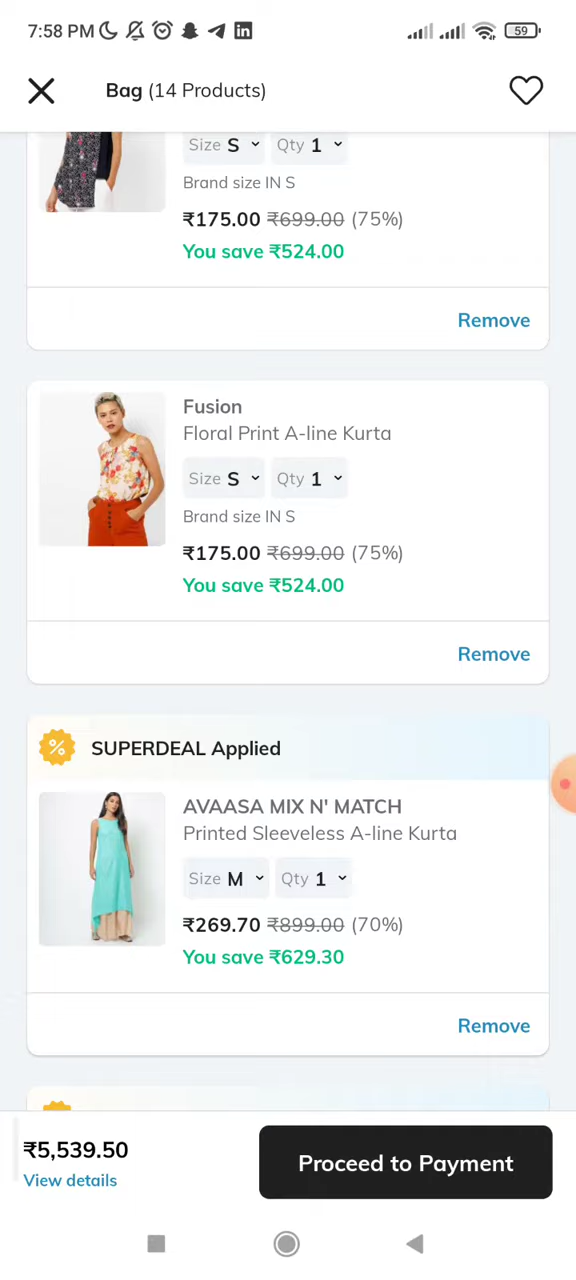 7:58 PM
59
Bag (14 Products)
Size S Qty 1
Brand size IN S
₹175.00 ₹699.00 (75%)
You save ₹524.00
Remove
Fusion
Floral Print A-line Kurta
Size S Qty 1
Brand size IN S
₹175.00 ₹699.00 (75%)
You save ₹524.00
Remove
SUPERDEAL Applied
AVAASA MIX N' MATCH
Printed Sleeveless A-line Kurta
Size M Qty 1
₹269.70 ₹899.00 (70%)
You save ₹629.30
Remove
₹5,539.50
View details
Proceed to Payment